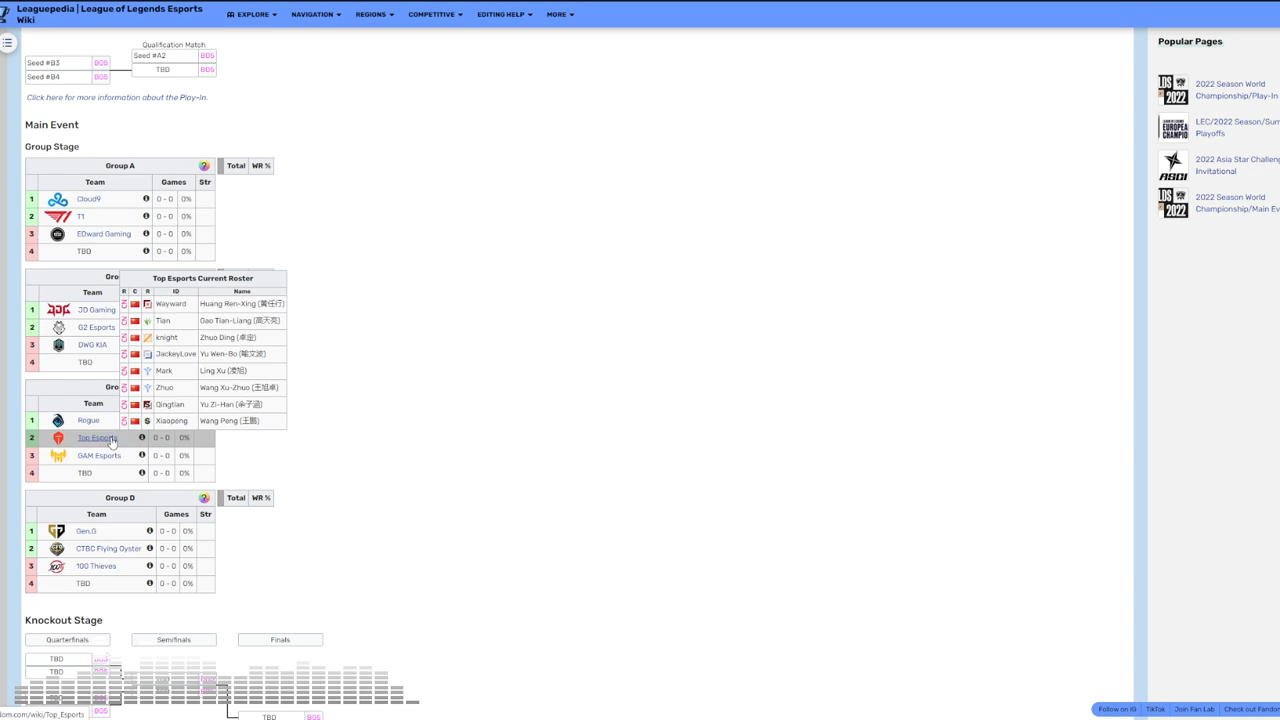 Leaguepedia | League of Legends Esports
Wiki
EXPLORE NAVIGATION REGIONS COMPETITIVE EDITING HELP MORE
Qualification Match
Seed #A2 BO5
Seed #B3 BO5
TBD BO5
Seed #B4 BO5
Click here for more information about the Play-In.
Main Event
Group Stage
Group A Total WR %
Team Games Str
1 Cloud9 0 - 0 0%
2 T1 0 - 0 0%
3 EDward Gaming 0 - 0 0%
4 TBD 0 - 0 0%
Gro
Team
1 JD Gaming
2 G2 Esports
3 DWG KIA
4 TBD
Top Esports Current Roster
R C R ID Name
Wayward Huang Ren-Xing (黄任行)
Tian Gao Tian-Liang (高天亮)
knight Zhuo Ding (卓定)
JackeyLove Yu Wen-Bo (喻文波)
Mark Ling Xu (凌旭)
Zhuo Wang Xu-Zhuo (王旭卓)
Qingtian Yu Zi-Han (余子涵)
Xiaopeng Wang Peng (王鹏)
Gro
Team
1 Rogue
2 Top Esports 0 - 0 0%
3 GAM Esports 0 - 0 0%
4 TBD 0 - 0 0%
Group D Total WR %
Team Games Str
1 Gen.G 0 - 0 0%
2 CTBC Flying Oyster 0 - 0 0%
3 100 Thieves 0 - 0 0%
4 TBD 0 - 0 0%
Knockout Stage
Quarterfinals Semifinals Finals
TBD
TBD
BO5
TBD BO5
dom.com/wiki/Top_Esports
Popular Pages
2022 Season World
Championship/Play-In
LEC/2022 Season/Sum
Playoffs
2022 Asia Star Challen
Invitational
2022 Season World
Championship/Main Ev
Follow on IG TikTok Join Fan Lab Check out Fandom